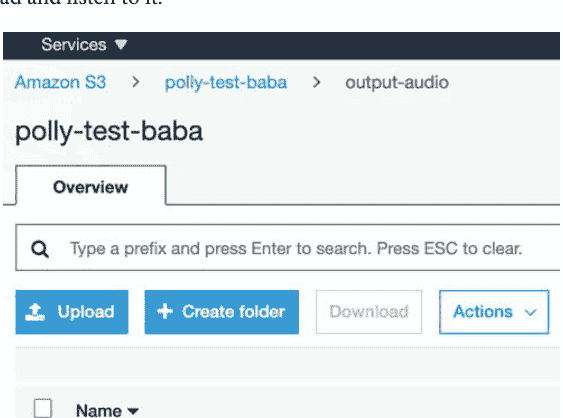 ad and listen to it.
Services ▼
Amazon S3 > polly-test-baba > output-audio
polly-test-baba
Overview
Type a prefix and press Enter to search. Press ESC to clear.
Upload + Create folder Download Actions
Name ▼